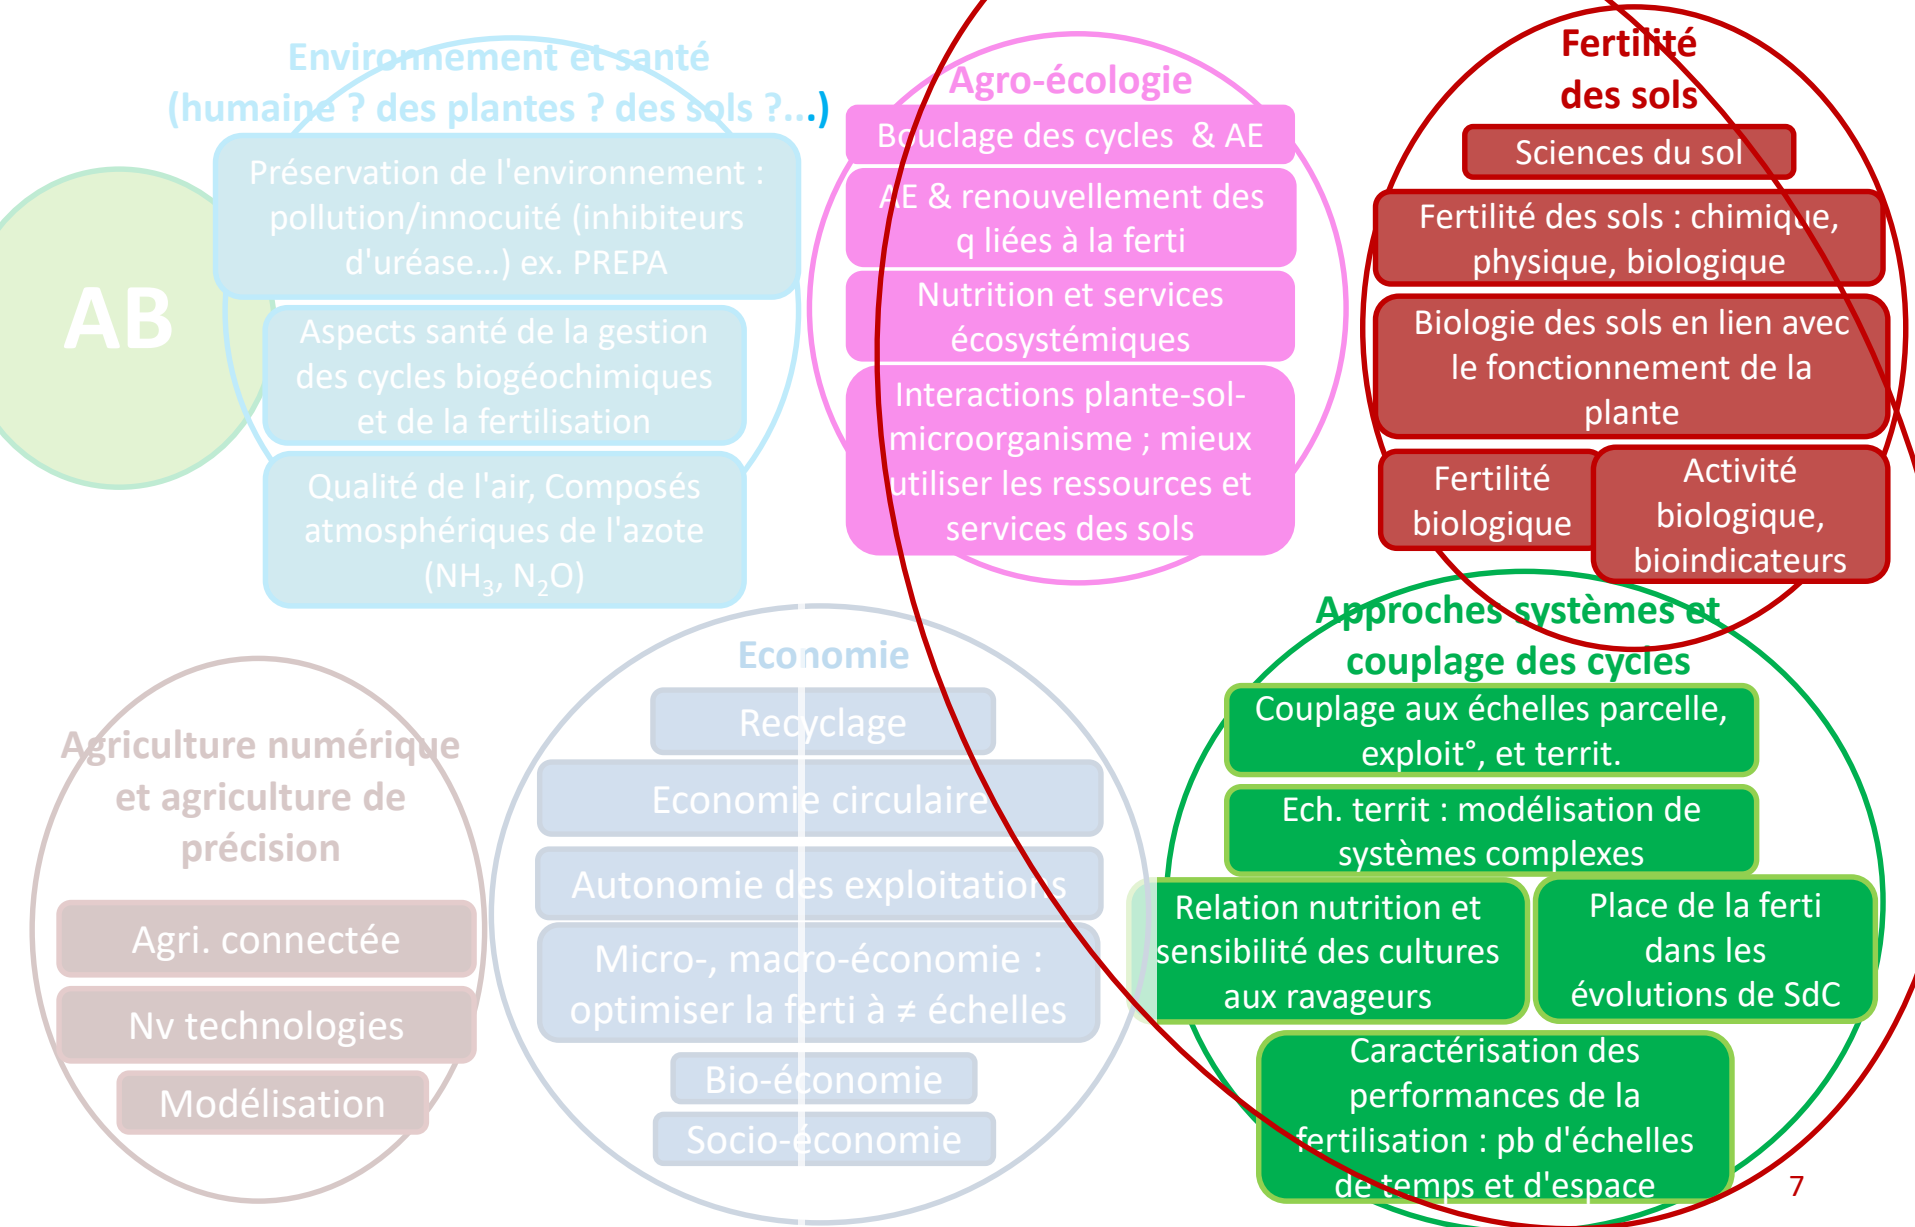 Environnement et santé
(humaine ? des plantes ? des sols ?...)
Préservation de l'environnement :
pollution/innocuité (inhibiteurs
d'uréase...) ex. PREPA
Aspects santé de la gestion
des cycles biogéochimiques
et de la fertilisation
Qualité de l'air, Composés
atmosphériques de l'azote
(NH₃, N₂O)
AB
Agro-écologie
Bouclage des cycles & AE
AE & renouvellement des
q liées à la ferti
Nutrition et services
écosystémiques
Interactions plante-sol-
microorganisme ; mieux
utiliser les ressources et
services des sols
Fertilité
des sols
Sciences du sol
Fertilité des sols : chimique,
physique, biologique
Biologie des sols en lien avec
le fonctionnement de la
plante
Fertilité
biologique
Activité
biologique,
bioindicateurs
Agriculture numérique
et agriculture de
précision
Agri. connectée
Nv technologies
Modélisation
Economie
Recyclage
Economie circulaire
Autonomie des exploitations
Micro-, macro-économie :
optimiser la ferti à ≠ échelles
Bio-économie
Socio-économie
Approches systèmes et
couplage des cycles
Couplage aux échelles parcelle,
exploit°, et territ.
Ech. territ : modélisation de
systèmes complexes
Relation nutrition et
sensibilité des cultures
aux ravageurs
Place de la ferti
dans les
évolutions de SdC
Caractérisation des
performances de la
fertilisation : pb d'échelles
de temps et d'espace
7